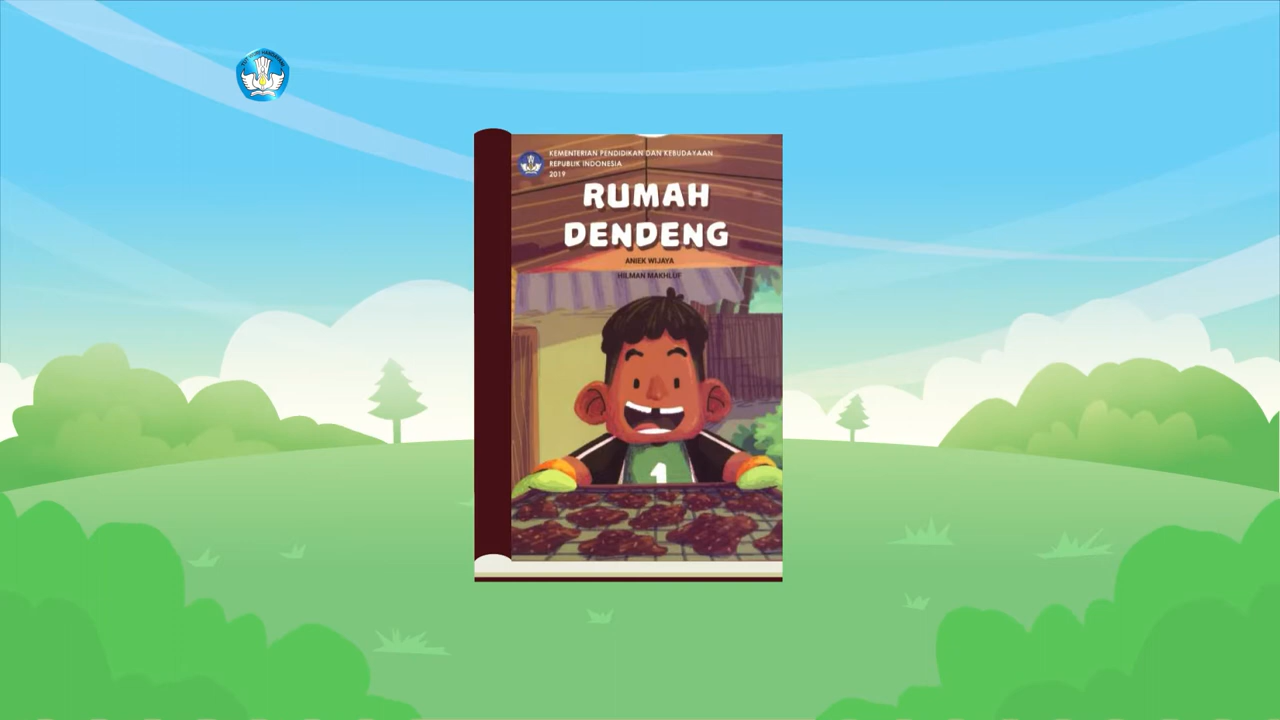 KEMENTERIAN PENDIDIKAN DAN KEBUDAYAAN
REPUBLIK INDONESIA
2019
RUMAH
DENDENG
ANIEK WIJAYA
HILMAN MAKHLUF
1